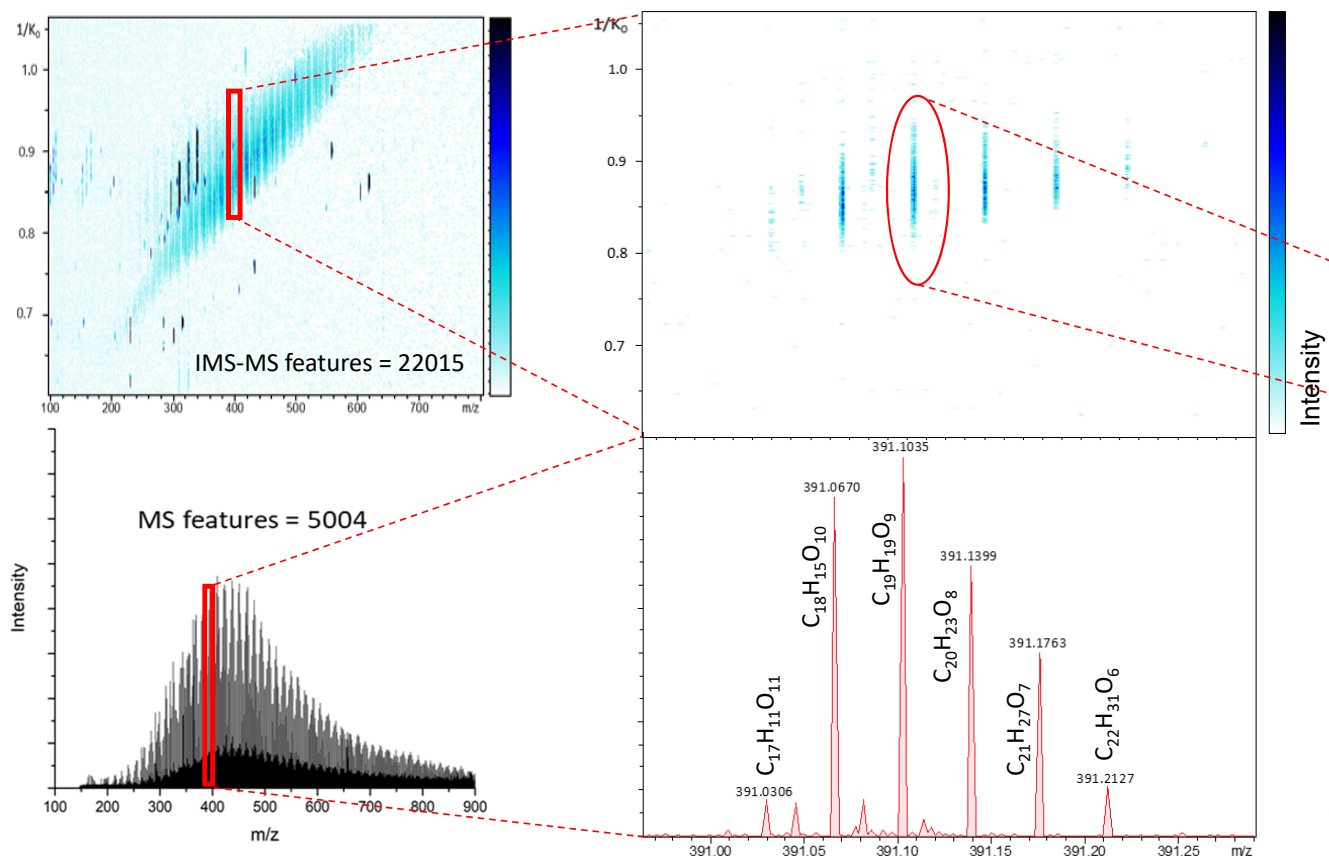 1/K₀
1.0
0.9
0.8
0.7
IMS-MS features = 22015
100 200 300 400 500 600 700 m/z
1/K₀
1.0
0.9
0.8
0.7
Intensity
MS features = 5004
Intensity
100 200 300 400 500 600 700 800 900
m/z
391.0306
C₁₇H₁₁O₁₁
391.0670
C₁₈H₁₅O₁₀
391.1035
C₁₉H₁₉O₉
391.1399
C₂₀H₂₃O₈
391.1763
C₂₁H₂₇O₇
391.2127
C₂₂H₃₁O₆
391.00 391.05 391.10 391.15 391.20 391.25 m/z